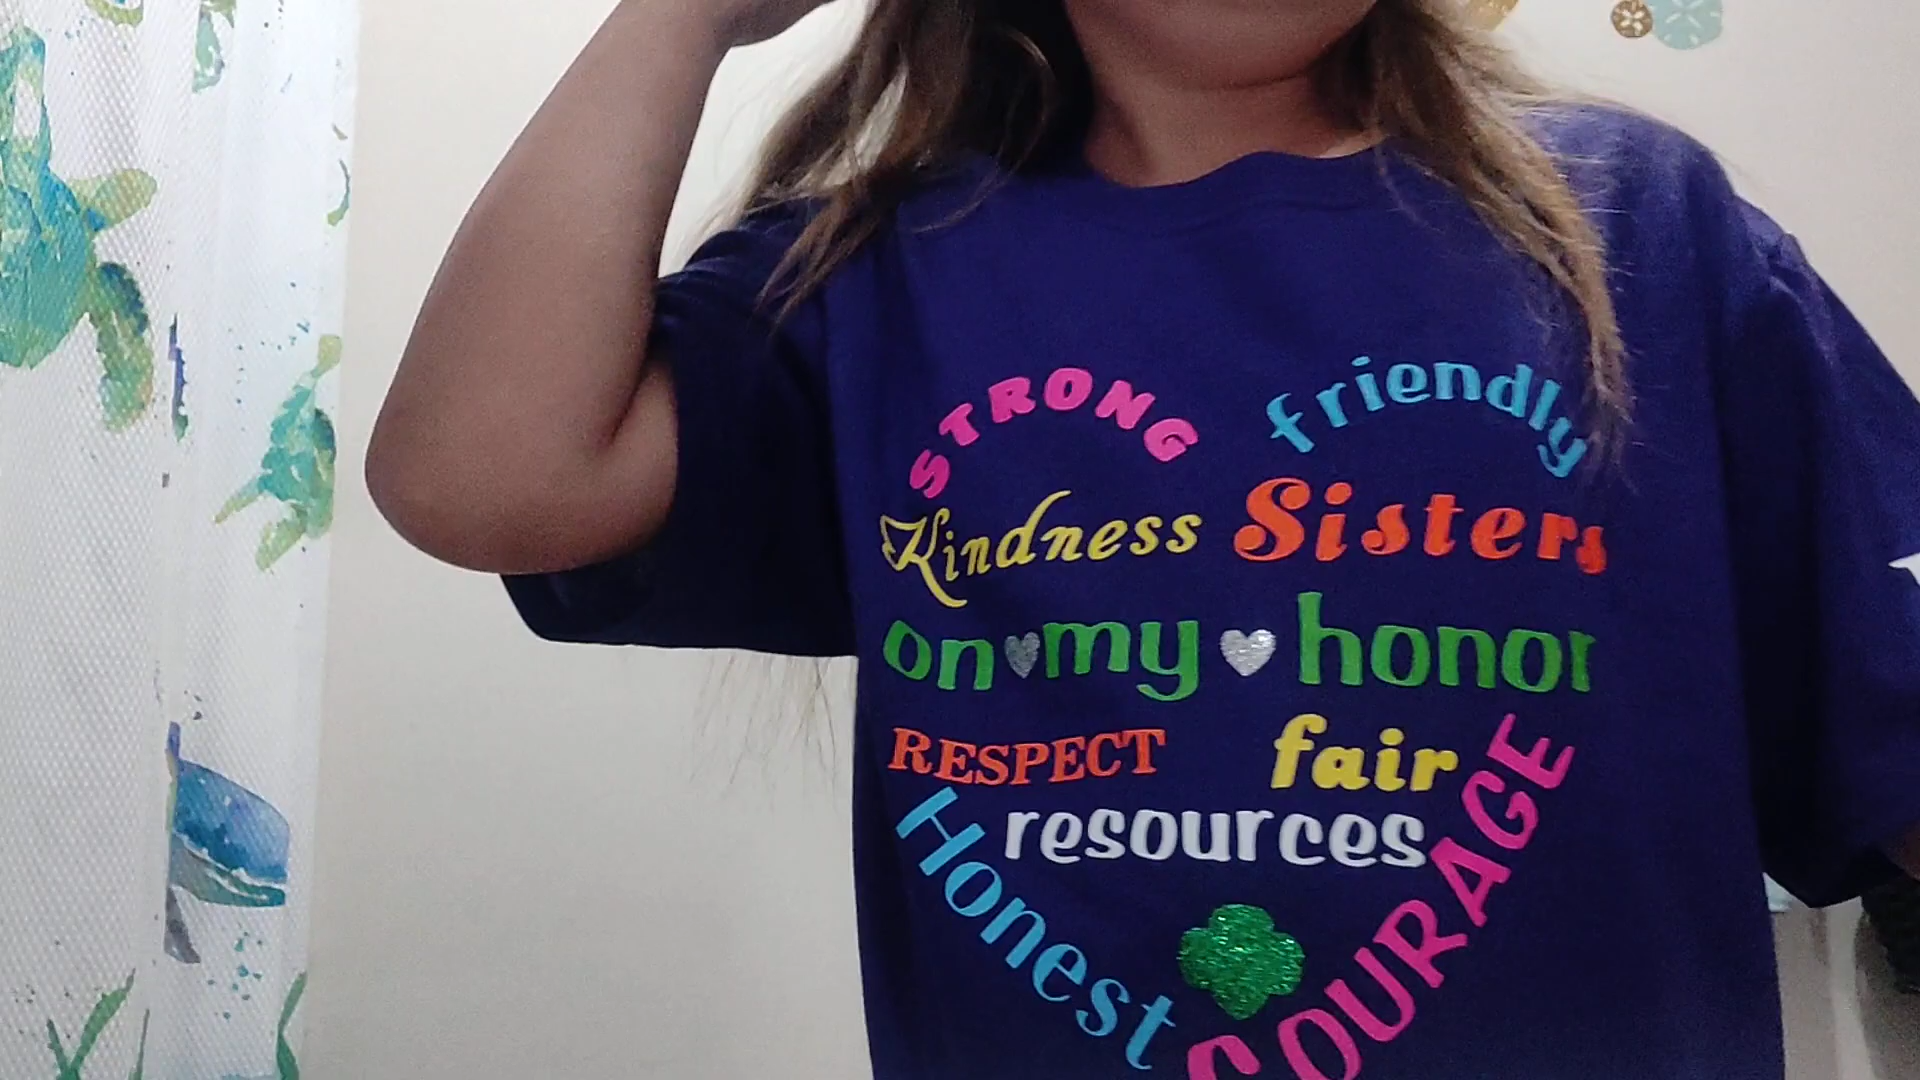 STRONG friendly
Kindness Sisters
on my honor
RESPECT fair
resources
Honest COURAGE